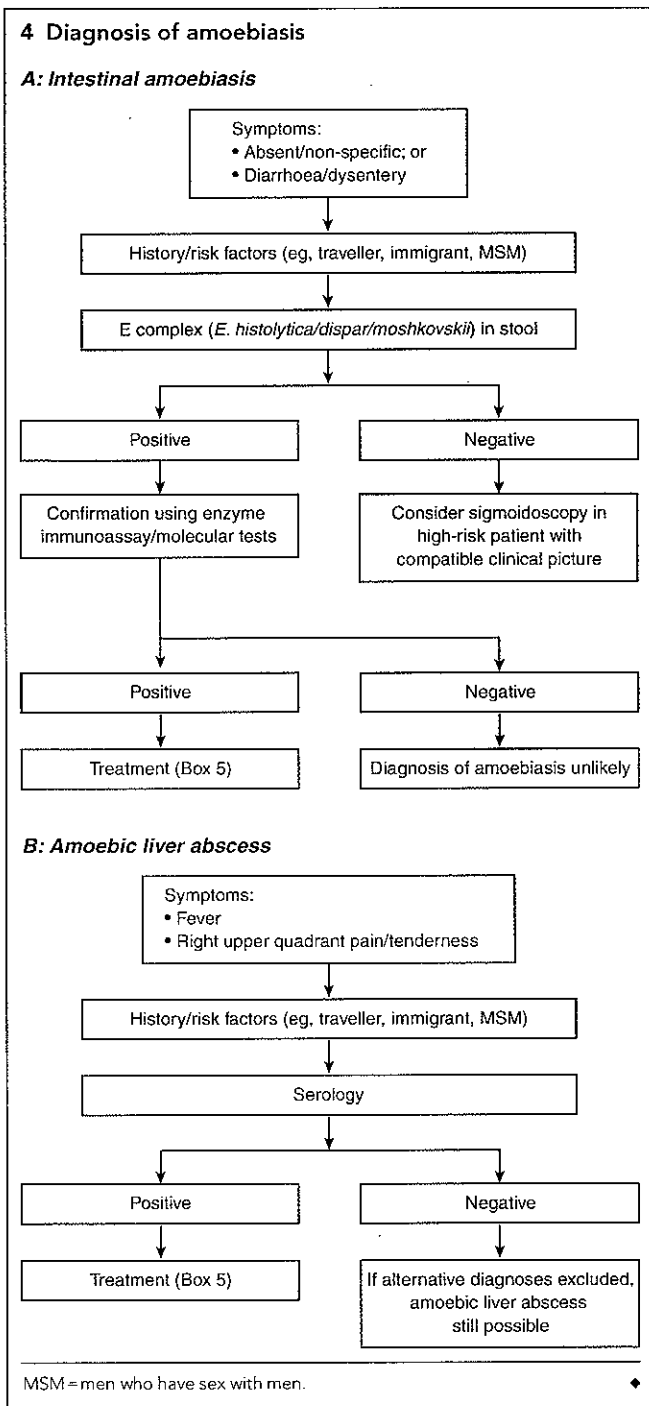 4 Diagnosis of amoebiasis
A: Intestinal amoebiasis
Symptoms:
• Absent/non-specific; or
• Diarrhoea/dysentery
History/risk factors (eg, traveller, immigrant, MSM)
E complex (E. histolytica/dispar/moshkovskii) in stool
Positive
Negative
Confirmation using enzyme
immunoassay/molecular tests
Consider sigmoidoscopy in
high-risk patient with
compatible clinical picture
Positive
Negative
Treatment (Box 5)
Diagnosis of amoebiasis unlikely
B: Amoebic liver abscess
Symptoms:
• Fever
• Right upper quadrant pain/tenderness
History/risk factors (eg, traveller, immigrant, MSM)
Serology
Positive
Negative
Treatment (Box 5)
If alternative diagnoses excluded,
amoebic liver abscess
still possible
MSM = men who have sex with men. ◆